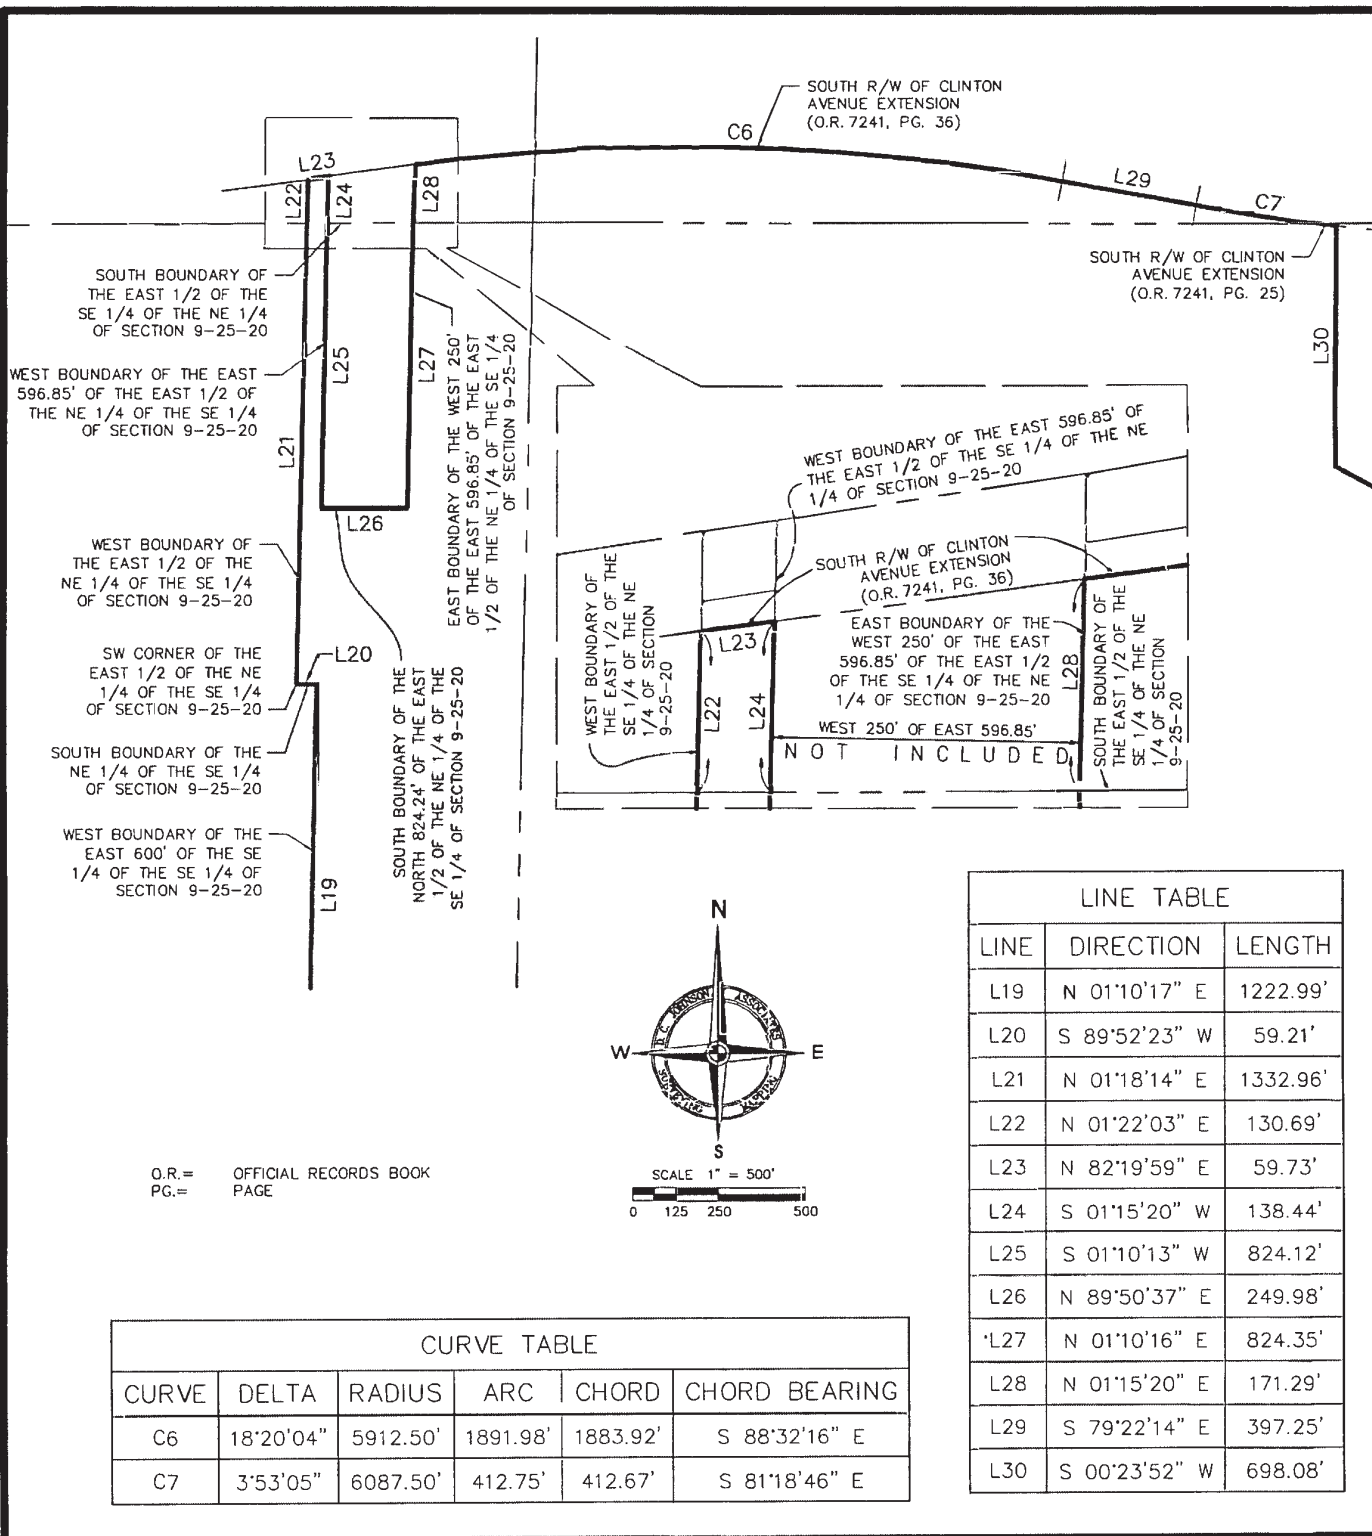 SOUTH R/W OF CLINTON
AVENUE EXTENSION
(O.R. 7241, PG. 36)
C6
L23
L22
L24
L28
L29
C7
SOUTH R/W OF CLINTON
AVENUE EXTENSION
(O.R. 7241, PG. 25)
L30
SOUTH BOUNDARY OF
THE EAST 1/2 OF THE
SE 1/4 OF THE NE 1/4
OF SECTION 9-25-20
WEST BOUNDARY OF THE EAST
596.85' OF THE EAST 1/2 OF
THE NE 1/4 OF THE SE 1/4
OF SECTION 9-25-20
L21
L25
L27
EAST BOUNDARY OF THE WEST 250'
OF THE EAST 596.85' OF THE EAST
1/2 OF THE NE 1/4 OF THE SE 1/4
OF SECTION 9-25-20
L26
WEST BOUNDARY OF
THE EAST 1/2 OF THE
NE 1/4 OF THE SE 1/4
OF SECTION 9-25-20
SW CORNER OF THE
EAST 1/2 OF THE NE
1/4 OF THE SE 1/4
OF SECTION 9-25-20
L20
SOUTH BOUNDARY OF THE
NE 1/4 OF THE SE 1/4
OF SECTION 9-25-20
WEST BOUNDARY OF THE
EAST 600' OF THE SE
1/4 OF THE SE 1/4 OF
SECTION 9-25-20
L19
SOUTH BOUNDARY OF THE
NORTH 824.24' OF THE EAST
1/2 OF THE NE 1/4 OF THE
SE 1/4 OF SECTION 9-25-20
WEST BOUNDARY OF THE EAST 596.85' OF
THE EAST 1/2 OF THE SE 1/4 OF THE NE
1/4 OF SECTION 9-25-20
SOUTH R/W OF CLINTON
AVENUE EXTENSION
(O.R. 7241, PG. 36)
WEST BOUNDARY OF
THE EAST 1/2 OF THE
SE 1/4 OF THE NE
1/4 OF SECTION
9-25-20
L23
L22
L24
EAST BOUNDARY OF THE
WEST 250' OF THE EAST
596.85' OF THE EAST 1/2
OF THE SE 1/4 OF THE NE
1/4 OF SECTION 9-25-20
L28
WEST 250' OF EAST 596.85'
NOT INCLUDED
SOUTH BOUNDARY OF
THE EAST 1/2 OF THE
SE 1/4 OF THE NE
1/4 OF SECTION
9-25-20
N
W
E
S
D. C. JOHNSON
ASSOCIATES
SURVEYING
MAPPING
SCALE 1" = 500'
0 125 250 500
O.R.= OFFICIAL RECORDS BOOK
PG.= PAGE
LINE TABLE
LINE DIRECTION LENGTH
L19 N 01°10'17" E 1222.99'
L20 S 89°52'23" W 59.21'
L21 N 01°18'14" E 1332.96'
L22 N 01°22'03" E 130.69'
L23 N 82°19'59" E 59.73'
L24 S 01°15'20" W 138.44'
L25 S 01°10'13" W 824.12'
L26 N 89°50'37" E 249.98'
L27 N 01°10'16" E 824.35'
L28 N 01°15'20" E 171.29'
L29 S 79°22'14" E 397.25'
L30 S 00°23'52" W 698.08'
CURVE TABLE
CURVE DELTA RADIUS ARC CHORD CHORD BEARING
C6 18°20'04" 5912.50' 1891.98' 1883.92' S 88°32'16" E
C7 3°53'05" 6087.50' 412.75' 412.67' S 81°18'46" E